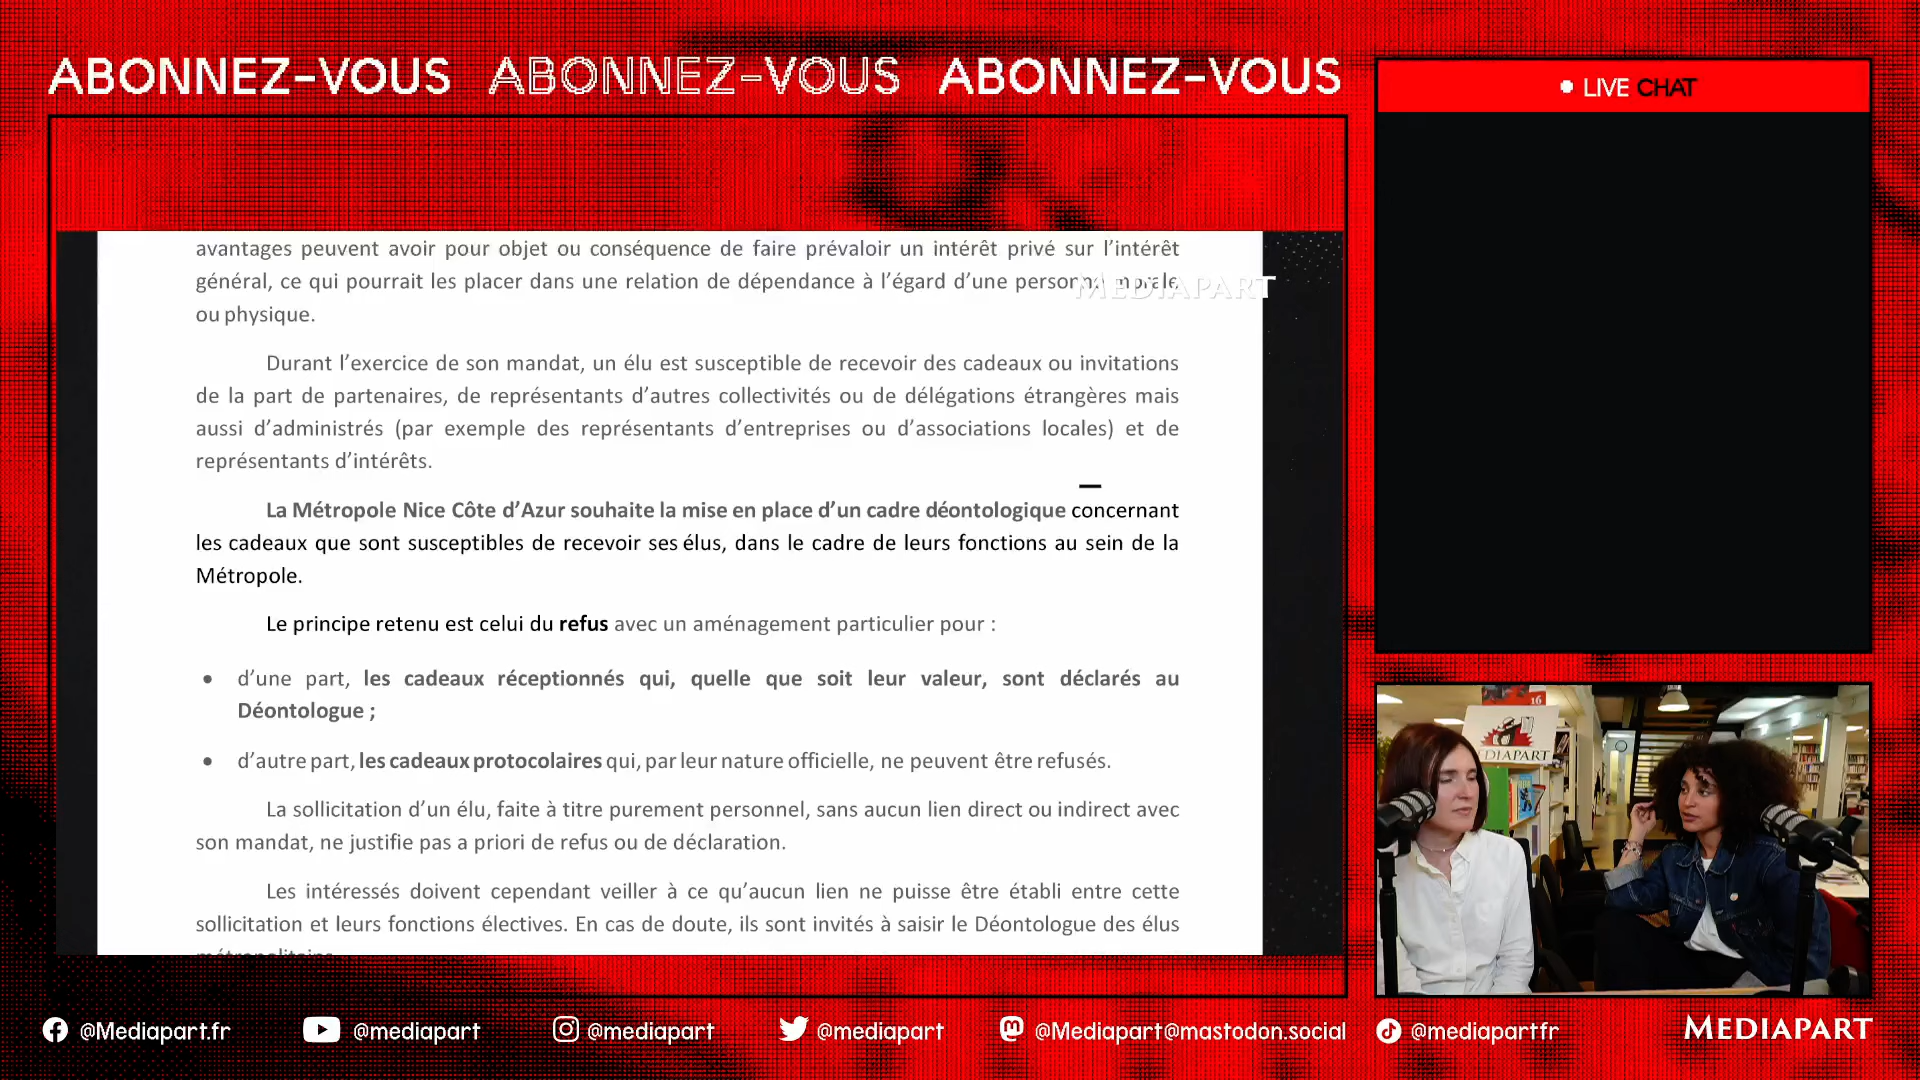 ABONNEZ-VOUS ABONNEZ-VOUS ABONNEZ-VOUS
LIVE CHAT
avantages peuvent avoir pour objet ou conséquence de faire prévaloir un intérêt privé sur l'intérêt
général, ce qui pourrait les placer dans une relation de dépendance à l'égard d'une personne morale
MEDIAPART
ou physique.
Durant l'exercice de son mandat, un élu est susceptible de recevoir des cadeaux ou invitations
de la part de partenaires, de représentants d'autres collectivités ou de délégations étrangères mais
aussi d'administrés (par exemple des représentants d'entreprises ou d'associations locales) et de
représentants d'intérêts.
La Métropole Nice Côte d'Azur souhaite la mise en place d'un cadre déontologique concernant
les cadeaux que sont susceptibles de recevoir ses élus, dans le cadre de leurs fonctions au sein de la
Métropole.
Le principe retenu est celui du refus avec un aménagement particulier pour :
• d'une part, les cadeaux réceptionnés qui, quelle que soit leur valeur, sont déclarés au
Déontologue ;
• d'autre part, les cadeaux protocolaires qui, par leur nature officielle, ne peuvent être refusés.
La sollicitation d'un élu, faite à titre purement personnel, sans aucun lien direct ou indirect avec
son mandat, ne justifie pas a priori de refus ou de déclaration.
Les intéressés doivent cependant veiller à ce qu'aucun lien ne puisse être établi entre cette
sollicitation et leurs fonctions électives. En cas de doute, ils sont invités à saisir le Déontologue des élus
métropolitains
16
DIAPART
@Mediapart.fr @mediapart @mediapart @mediapart @Mediapart@mastodon.social @mediapartfr MEDIAPART